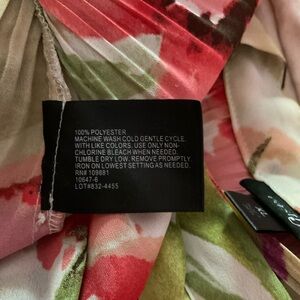 100% POLYESTER
MACHINE WASH COLD GENTLE CYCLE.
WITH LIKE COLORS. USE ONLY NON-
CHLORINE BLEACH WHEN NEEDED.
TUMBLE DRY LOW. REMOVE PROMPTLY.
IRON ON LOWEST SETTING AS NEEDED.
RN# 109881
10647-6
LOT#832-4455
XL